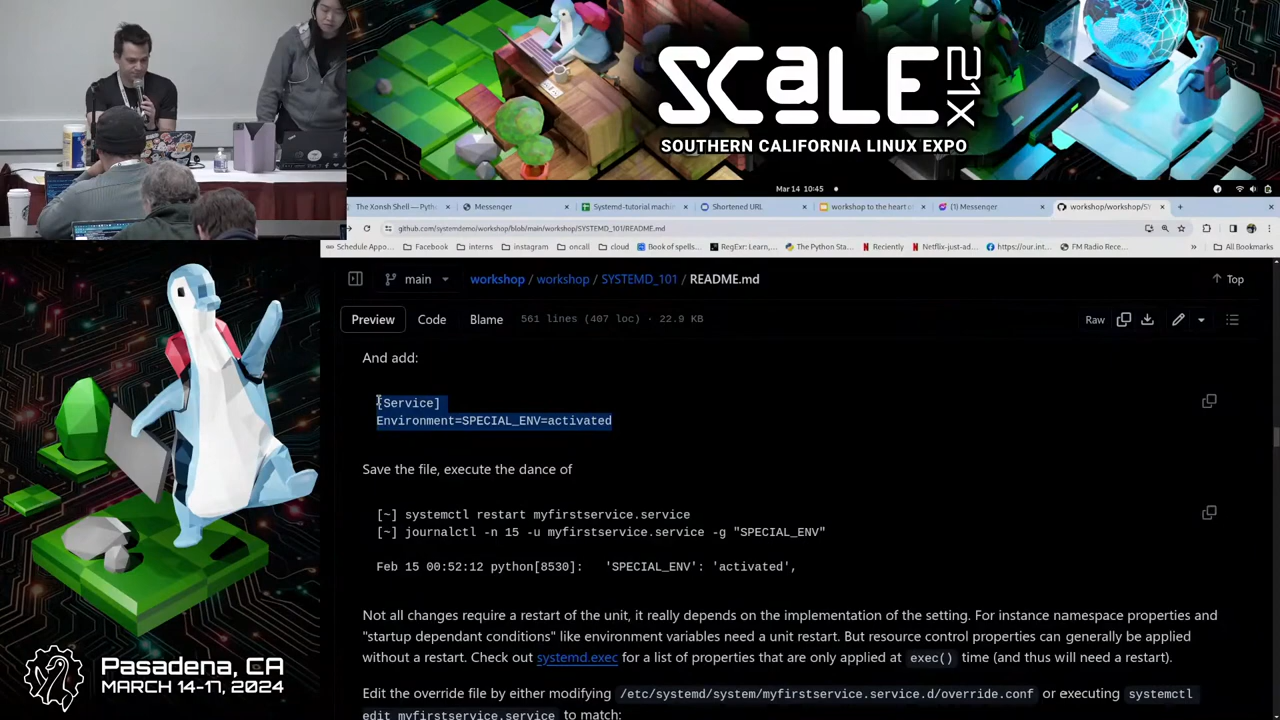 SCaLE 21X
SOUTHERN CALIFORNIA LINUX EXPO
Mar 14 10:45
The Xonsh Shell — Pyth
Messenger
Systemd-tutorial machin
Shortened URL
workshop to the heart o
(1) Messenger
workshop/workshop/SY
github.com/systemdemo/workshop/blob/main/workshop/SYSTEMD_101/README.md
Schedule Appo...
Facebook
interns
instagram
oncall
cloud
Book of spells...
RegExr: Learn,...
The Python Sta...
Reciently
Netflix-just-ad...
https://our.int...
FM Radio Rece...
»
All Bookmarks
main
workshop / workshop / SYSTEMD_101 / README.md
Top
Preview
Code
Blame
561 lines (407 loc) · 22.9 KB
Raw
And add:
[Service]
Environment=SPECIAL_ENV=activated
Save the file, execute the dance of
[~] systemctl restart myfirstservice.service
[~] journalctl -n 15 -u myfirstservice.service -g "SPECIAL_ENV"
Feb 15 00:52:12 python[8530]:   'SPECIAL_ENV': 'activated',
Not all changes require a restart of the unit, it really depends on the implementation of the setting. For instance namespace properties and
"startup dependant conditions" like environment variables need a unit restart. But resource control properties can generally be applied
without a restart. Check out systemd.exec for a list of properties that are only applied at exec() time (and thus will need a restart).
Edit the override file by either modifying /etc/systemd/system/myfirstservice.service.d/override.conf or executing systemctl
edit myfirstservice.service to match:
Pasadena, CA
MARCH 14-17, 2024